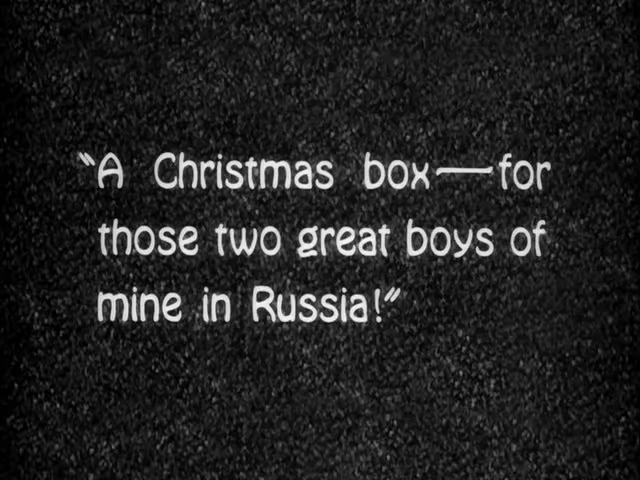 “A Christmas box—for
those two great boys of
mine in Russia!”